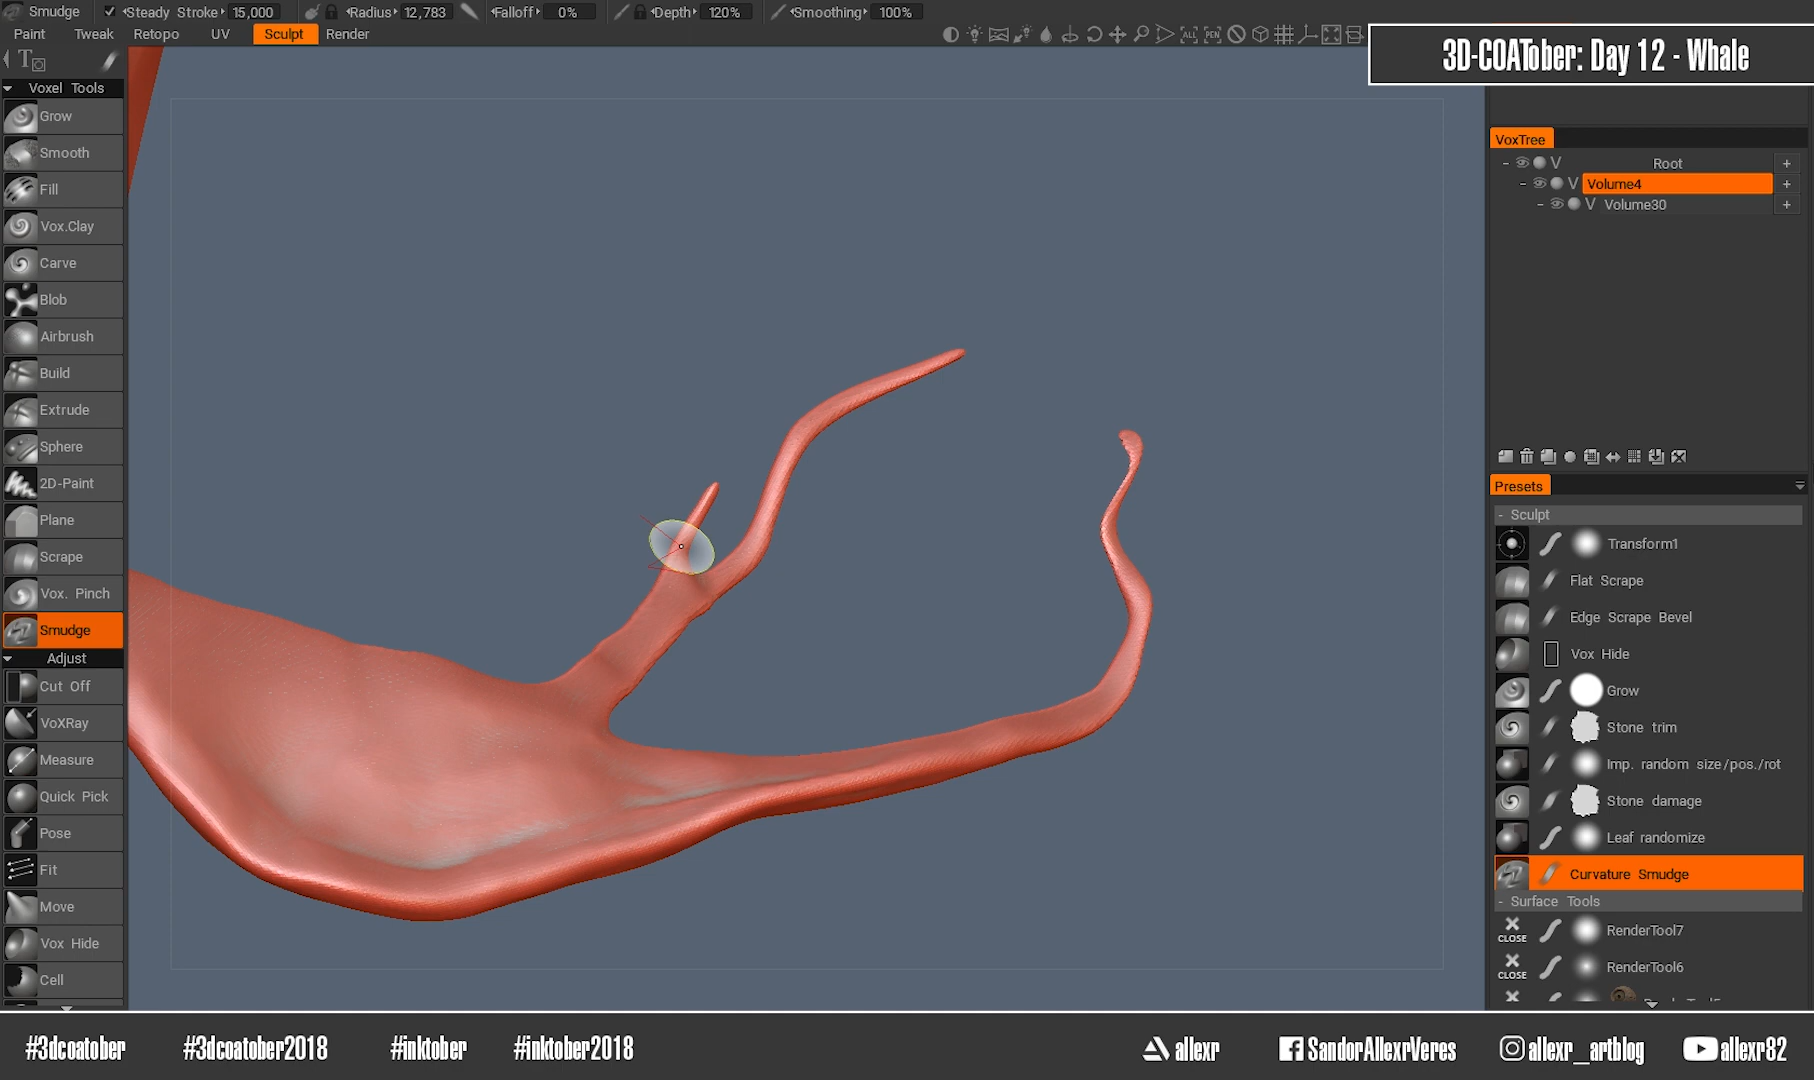 Smudge Steady Stroke 15,000 Radius 12,783 Falloff 0% Depth 120% Smoothing 100%
Paint Tweak Retopo UV Sculpt Render
ALL PEN
3D-COATober: Day 12 - Whale
T
Voxel Tools
Grow
Smooth
Fill
Vox.Clay
Carve
Blob
Airbrush
Build
Extrude
Sphere
2D-Paint
Plane
Scrape
Vox. Pinch
Smudge
Adjust
Cut Off
VoXRay
Measure
Quick Pick
Pose
Fit
Move
Vox Hide
Cell
VoxTree
- V Root +
- V Volume4 +
- V Volume30 +
Presets
- Sculpt
Transform1
Flat Scrape
Edge Scrape Bevel
Vox Hide
Grow
Stone trim
Imp. random size/pos./rot
Stone damage
Leaf randomize
Curvature Smudge
- Surface Tools
CLOSE RenderTool7
CLOSE RenderTool6
#3dcoatober #3dcoatober2018 #inktober #inktober2018
allexr SandorAllexrVeres allexr_artblog allexr82